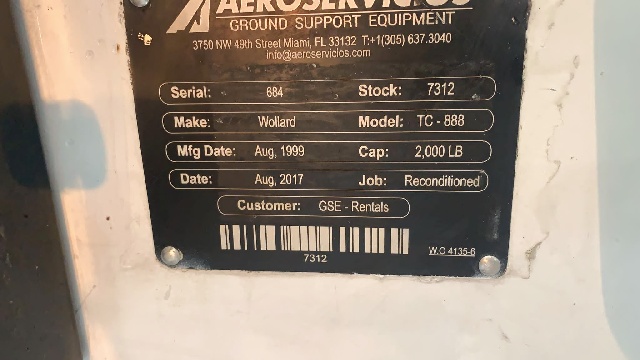 AEROSERVICIOS
GROUND SUPPORT EQUIPMENT
3750 NW 49th Street Miami, FL 33132 T:+1(305) 637.3040
info@aeroservicios.com
Serial: 884 Stock: 7312
Make: Wollard Model: TC - 888
Mfg Date: Aug, 1999 Cap: 2,000 LB
Date: Aug, 2017 Job: Reconditioned
Customer: GSE - Rentals
7312
W.O 4135-6